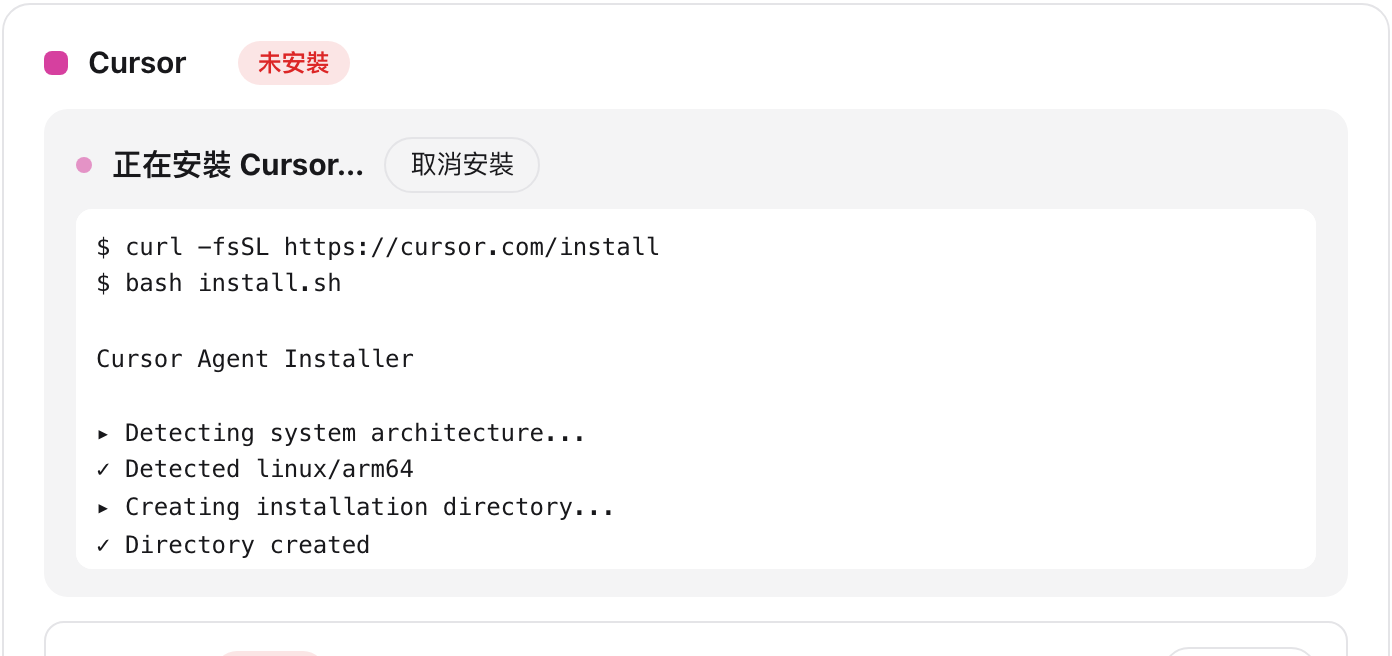 Cursor
未安裝
正在安裝 Cursor...
取消安裝
$ curl -fsSL https://cursor.com/install
$ bash install.sh
Cursor Agent Installer
▸ Detecting system architecture...
✓ Detected linux/arm64
▸ Creating installation directory...
✓ Directory created